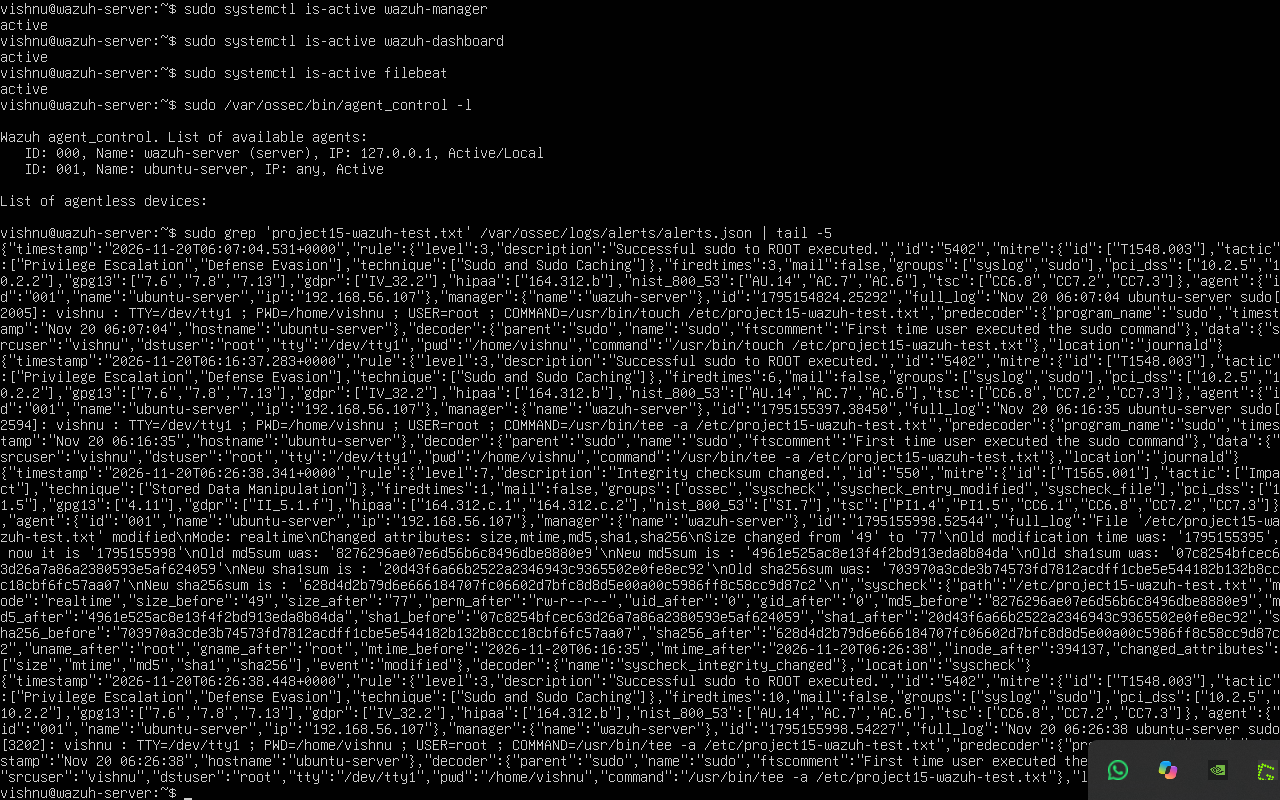 vishnu@wazuh-server:~$ sudo systemctl is-active wazuh-manager
active
vishnu@wazuh-server:~$ sudo systemctl is-active wazuh-dashboard
active
vishnu@wazuh-server:~$ sudo systemctl is-active filebeat
active
vishnu@wazuh-server:~$ sudo /var/ossec/bin/agent_control -l
Wazuh agent_control. List of available agents:
   ID: 000, Name: wazuh-server (server), IP: 127.0.0.1, Active/Local
   ID: 001, Name: ubuntu-server, IP: any, Active
List of agentless devices:
vishnu@wazuh-server:~$ sudo grep 'project15-wazuh-test.txt' /var/ossec/logs/alerts/alerts.json | tail -5
{"timestamp":"2026-11-20T06:07:04.531+0000","rule":{"level":3,"description":"Successful sudo to ROOT executed.","id":"5402","mitre":{"id":["T1548.003"],"tactic"
:["Privilege Escalation","Defense Evasion"],"technique":["Sudo and Sudo Caching"]},"firedtimes":3,"mail":false,"groups":["syslog","sudo"],"pci_dss":["10.2.5","1
0.2.2"],"gpg13":["7.6","7.8","7.13"],"gdpr":["IV_32.2"],"hipaa":["164.312.b"],"nist_800_53":["AU.14","AC.7","AC.6"],"tsc":["CC6.8","CC7.2","CC7.3"]},"agent":{"i
d":"001","name":"ubuntu-server","ip":"192.168.56.107"},"manager":{"name":"wazuh-server"},"id":"1795154824.25292","full_log":"Nov 20 06:07:04 ubuntu-server sudo[
2005]: vishnu : TTY=/dev/tty1 ; PWD=/home/vishnu ; USER=root ; COMMAND=/usr/bin/touch /etc/project15-wazuh-test.txt","predecoder":{"program_name":"sudo","timest
amp":"Nov 20 06:07:04","hostname":"ubuntu-server"},"decoder":{"parent":"sudo","name":"sudo","ftscomment":"First time user executed the sudo command"},"data":{"s
rcuser":"vishnu","dstuser":"root","tty":"/dev/tty1","pwd":"/home/vishnu","command":"/usr/bin/touch /etc/project15-wazuh-test.txt"},"location":"journald"}
{"timestamp":"2026-11-20T06:16:37.283+0000","rule":{"level":3,"description":"Successful sudo to ROOT executed.","id":"5402","mitre":{"id":["T1548.003"],"tactic"
:["Privilege Escalation","Defense Evasion"],"technique":["Sudo and Sudo Caching"]},"firedtimes":6,"mail":false,"groups":["syslog","sudo"],"pci_dss":["10.2.5","1
0.2.2"],"gpg13":["7.6","7.8","7.13"],"gdpr":["IV_32.2"],"hipaa":["164.312.b"],"nist_800_53":["AU.14","AC.7","AC.6"],"tsc":["CC6.8","CC7.2","CC7.3"]},"agent":{"i
d":"001","name":"ubuntu-server","ip":"192.168.56.107"},"manager":{"name":"wazuh-server"},"id":"1795155397.38450","full_log":"Nov 20 06:16:35 ubuntu-server sudo[
2594]: vishnu : TTY=/dev/tty1 ; PWD=/home/vishnu ; USER=root ; COMMAND=/usr/bin/tee -a /etc/project15-wazuh-test.txt","predecoder":{"program_name":"sudo","times
tamp":"Nov 20 06:16:35","hostname":"ubuntu-server"},"decoder":{"parent":"sudo","name":"sudo","ftscomment":"First time user executed the sudo command"},"data":{"
srcuser":"vishnu","dstuser":"root","tty":"/dev/tty1","pwd":"/home/vishnu","command":"/usr/bin/tee -a /etc/project15-wazuh-test.txt"},"location":"journald"}
{"timestamp":"2026-11-20T06:26:38.341+0000","rule":{"level":7,"description":"Integrity checksum changed.","id":"550","mitre":{"id":["T1565.001"],"tactic":["Impa
ct"],"technique":["Stored Data Manipulation"]},"firedtimes":1,"mail":false,"groups":["ossec","syscheck","syscheck_entry_modified","syscheck_file"],"pci_dss":["1
1.5"],"gpg13":["4.11"],"gdpr":["II_5.1.f"],"hipaa":["164.312.c.1","164.312.c.2"],"nist_800_53":["SI.7"],"tsc":["PI1.4","PI1.5","CC6.1","CC6.8","CC7.2","CC7.3"]}
,"agent":{"id":"001","name":"ubuntu-server","ip":"192.168.56.107"},"manager":{"name":"wazuh-server"},"id":"1795155998.52544","full_log":"File '/etc/project15-wa
zuh-test.txt' modified\nMode: realtime\nChanged attributes: size,mtime,md5,sha1,sha256\nSize changed from '49' to '77'\nOld modification time was: '1795155395',
 now it is '1795155998'\nOld md5sum was: '8276296ae07e6d56b6c8496dbe8880e9'\nNew md5sum is : '4961e525ac8e13f4f2bd913eda8b84da'\nOld sha1sum was: '07c8254bfcec6
3d26a7a86a2380593e5af624059'\nNew sha1sum is : '20d43f6a66b2522a2346943c9365502e0fe8ec92'\nOld sha256sum was: '703970a3cde3b74573fd7812acdff1cbe5e544182b132b8cc
c18cbf6fc57aa07'\nNew sha256sum is : '628d4d2b79d6e666184707fc06602d7bfc8d8d5e00a00c5986ff8c58cc9d87c2'\n","syscheck":{"path":"/etc/project15-wazuh-test.txt","m
ode":"realtime","size_before":"49","size_after":"77","perm_after":"rw-r--r--","uid_after":"0","gid_after":"0","md5_before":"8276296ae07e6d56b6c8496dbe8880e9","m
d5_after":"4961e525ac8e13f4f2bd913eda8b84da","sha1_before":"07c8254bfcec63d26a7a86a2380593e5af624059","sha1_after":"20d43f6a66b2522a2346943c9365502e0fe8ec92","s
ha256_before":"703970a3cde3b74573fd7812acdff1cbe5e544182b132b8ccc18cbf6fc57aa07","sha256_after":"628d4d2b79d6e666184707fc06602d7bfc8d8d5e00a00c5986ff8c58cc9d87c
2","uname_after":"root","gname_after":"root","mtime_before":"2026-11-20T06:16:35","mtime_after":"2026-11-20T06:26:38","inode_after":394137,"changed_attributes":
["size","mtime","md5","sha1","sha256"],"event":"modified"},"decoder":{"name":"syscheck_integrity_changed"},"location":"syscheck"}
{"timestamp":"2026-11-20T06:26:38.448+0000","rule":{"level":3,"description":"Successful sudo to ROOT executed.","id":"5402","mitre":{"id":["T1548.003"],"tactic"
:["Privilege Escalation","Defense Evasion"],"technique":["Sudo and Sudo Caching"]},"firedtimes":10,"mail":false,"groups":["syslog","sudo"],"pci_dss":["10.2.5","
10.2.2"],"gpg13":["7.6","7.8","7.13"],"gdpr":["IV_32.2"],"hipaa":["164.312.b"],"nist_800_53":["AU.14","AC.7","AC.6"],"tsc":["CC6.8","CC7.2","CC7.3"]},"agent":{"
id":"001","name":"ubuntu-server","ip":"192.168.56.107"},"manager":{"name":"wazuh-server"},"id":"1795155998.54227","full_log":"Nov 20 06:26:38 ubuntu-server sudo
[3202]: vishnu : TTY=/dev/tty1 ; PWD=/home/vishnu ; USER=root ; COMMAND=/usr/bin/tee -a /etc/project15-wazuh-test.txt","predecoder":{"pro
stamp":"Nov 20 06:26:38","hostname":"ubuntu-server"},"decoder":{"parent":"sudo","name":"sudo","ftscomment":"First time user executed the
"srcuser":"vishnu","dstuser":"root","tty":"/dev/tty1","pwd":"/home/vishnu","command":"/usr/bin/tee -a /etc/project15-wazuh-test.txt"},"l
vishnu@wazuh-server:~$ _